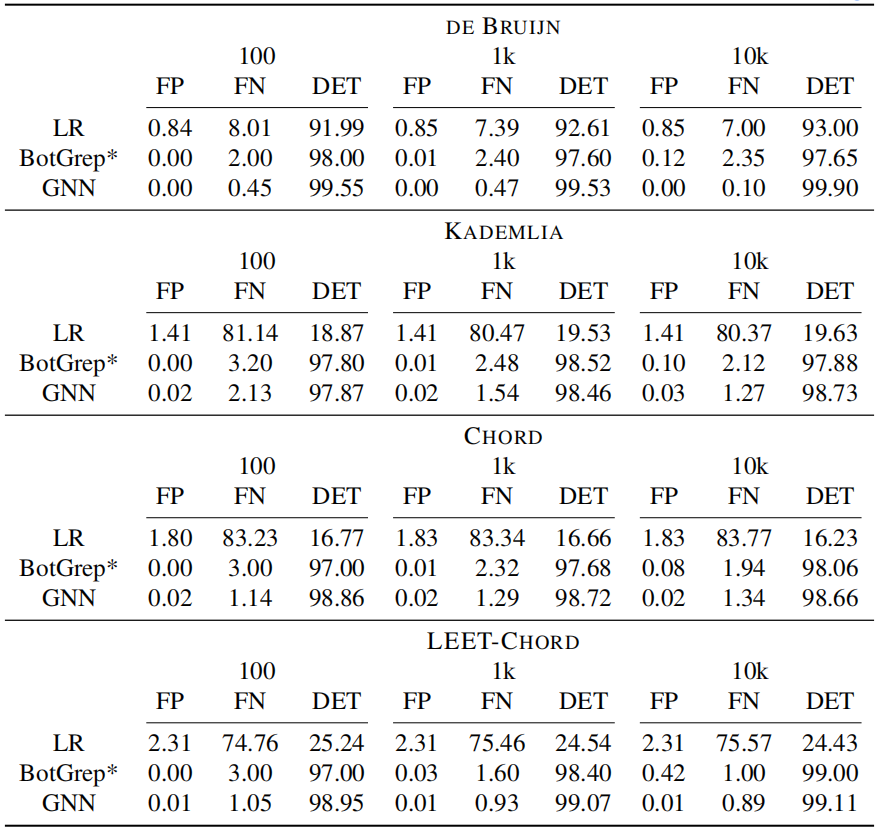 DE BRUIJN
100 1k 10k
FP FN DET FP FN DET FP FN DET
LR 0.84 8.01 91.99 0.85 7.39 92.61 0.85 7.00 93.00
BotGrep* 0.00 2.00 98.00 0.01 2.40 97.60 0.12 2.35 97.65
GNN 0.00 0.45 99.55 0.00 0.47 99.53 0.00 0.10 99.90
KADEMLIA
100 1k 10k
FP FN DET FP FN DET FP FN DET
LR 1.41 81.14 18.87 1.41 80.47 19.53 1.41 80.37 19.63
BotGrep* 0.00 3.20 97.80 0.01 2.48 98.52 0.10 2.12 97.88
GNN 0.02 2.13 97.87 0.02 1.54 98.46 0.03 1.27 98.73
CHORD
100 1k 10k
FP FN DET FP FN DET FP FN DET
LR 1.80 83.23 16.77 1.83 83.34 16.66 1.83 83.77 16.23
BotGrep* 0.00 3.00 97.00 0.01 2.32 97.68 0.08 1.94 98.06
GNN 0.02 1.14 98.86 0.02 1.29 98.72 0.02 1.34 98.66
LEET-CHORD
100 1k 10k
FP FN DET FP FN DET FP FN DET
LR 2.31 74.76 25.24 2.31 75.46 24.54 2.31 75.57 24.43
BotGrep* 0.00 3.00 97.00 0.03 1.60 98.40 0.42 1.00 99.00
GNN 0.01 1.05 98.95 0.01 0.93 99.07 0.01 0.89 99.11